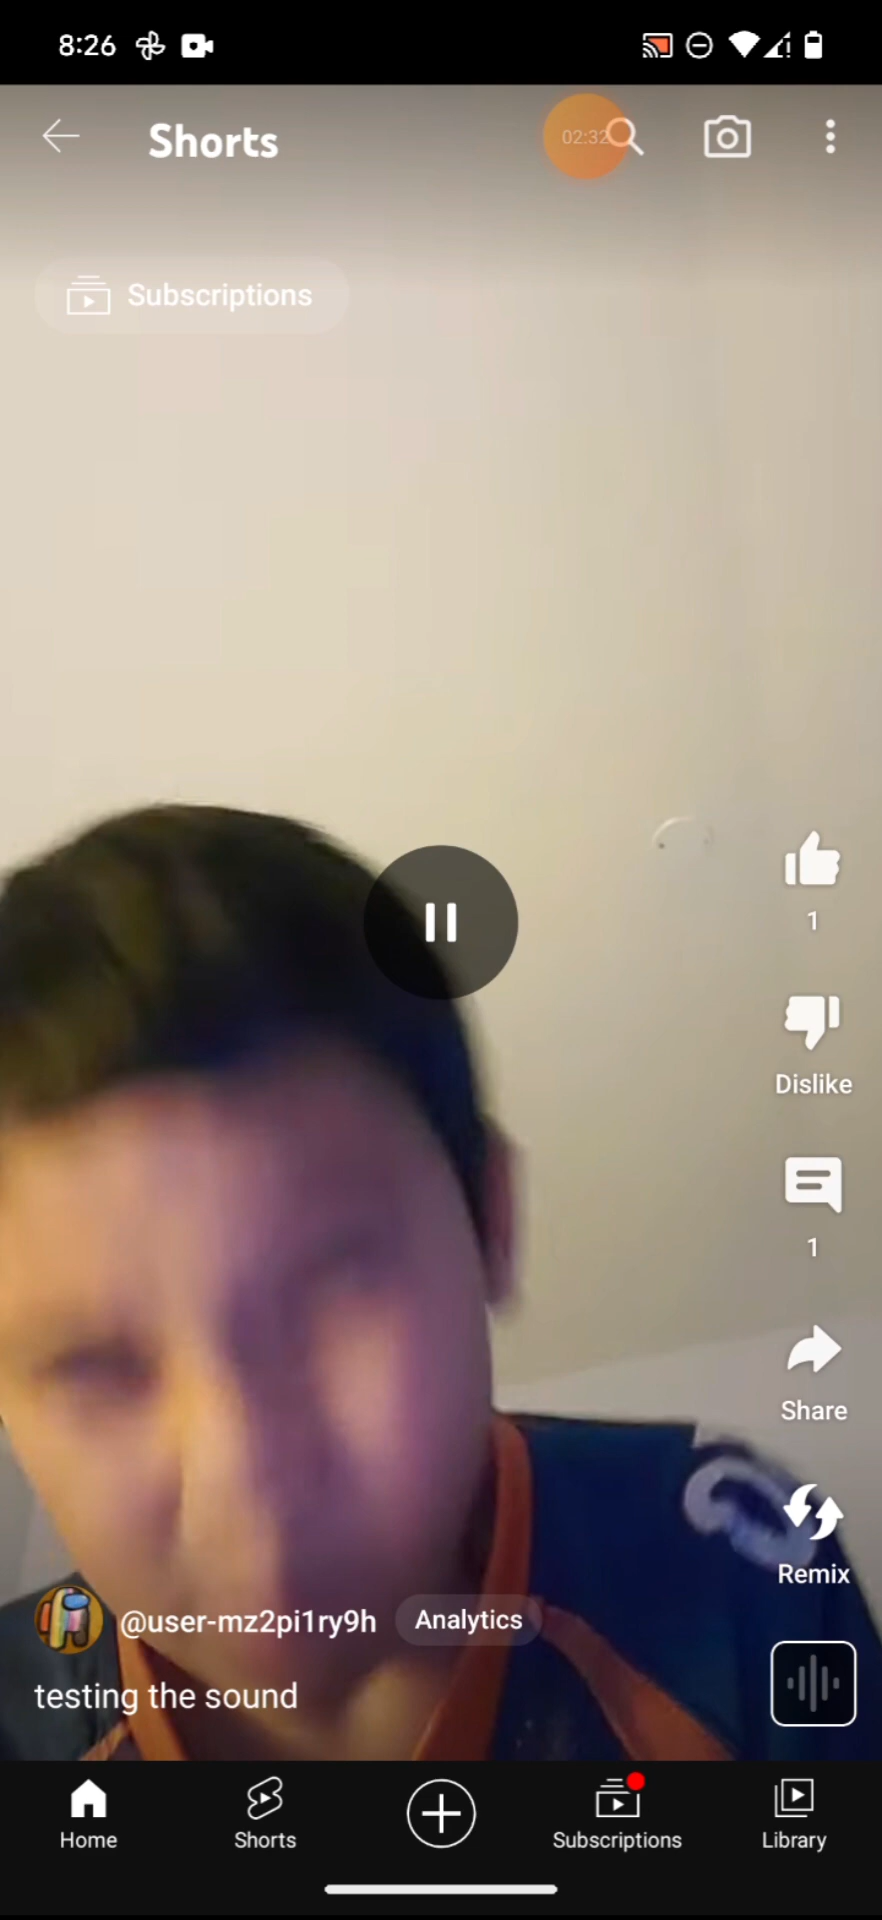 8:26
Shorts
02:32
Subscriptions
1
Dislike
1
Share
Remix
@user-mz2pi1ry9h
Analytics
testing the sound
Home
Shorts
Subscriptions
Library